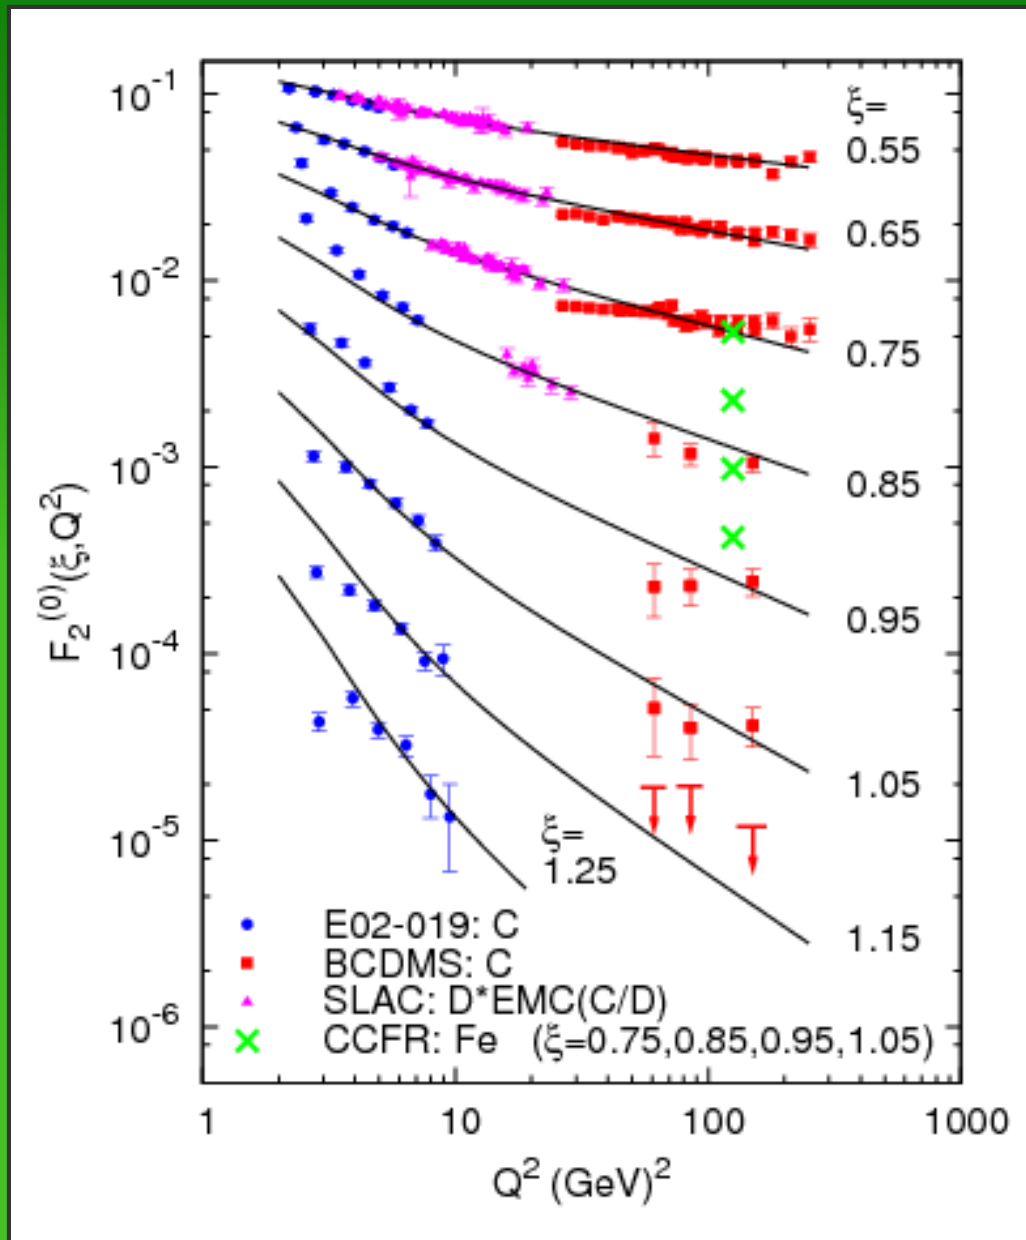 10⁻¹
10⁻²
10⁻³
10⁻⁴
10⁻⁵
10⁻⁶
F₂⁽⁰⁾(ξ,Q²)
ξ=
0.55
0.65
0.75
0.85
0.95
1.05
1.15
ξ=
1.25
E02-019: C
BCDMS: C
SLAC: D*EMC(C/D)
CCFR: Fe (ξ=0.75,0.85,0.95,1.05)
1 10 100 1000
Q² (GeV)²